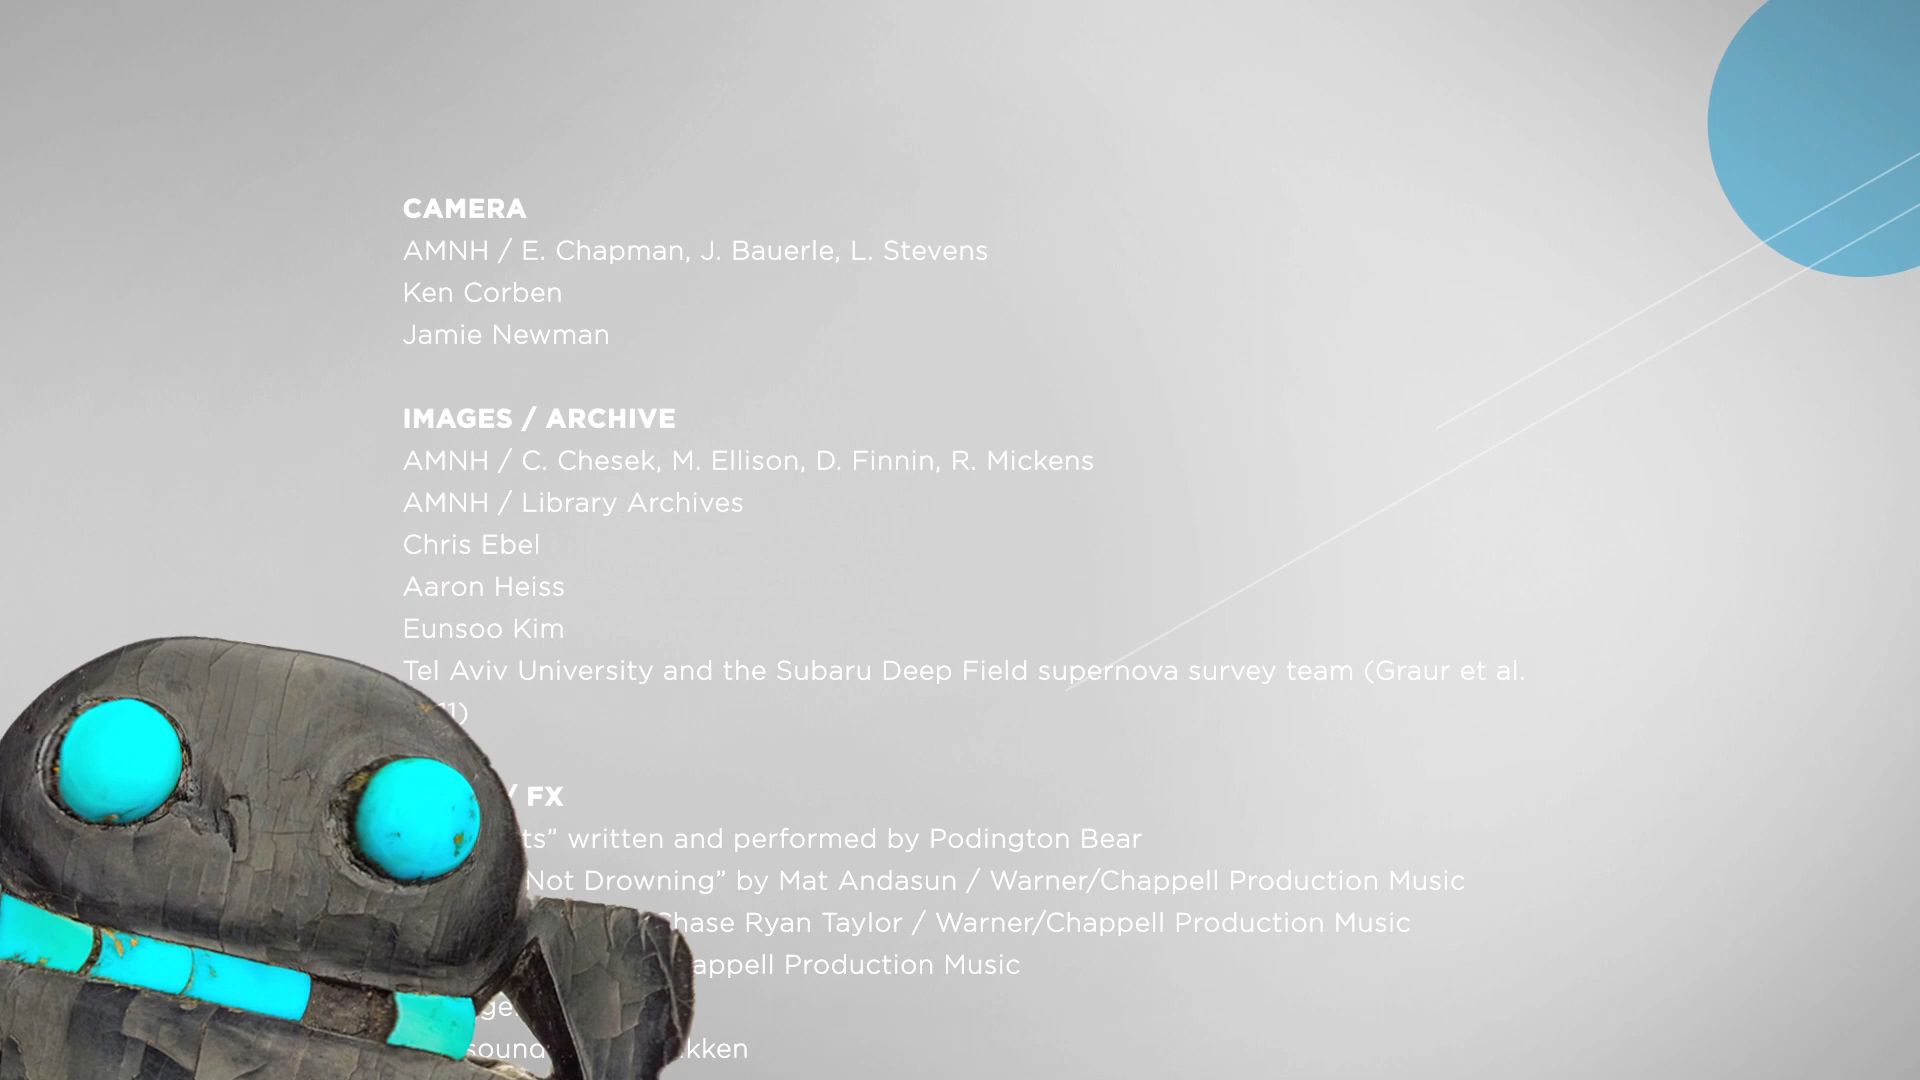 CAMERA
AMNH / E. Chapman, J. Bauerle, L. Stevens
Ken Corben
Jamie Newman
IMAGES / ARCHIVE
AMNH / C. Chesek, M. Ellison, D. Finnin, R. Mickens
AMNH / Library Archives
Chris Ebel
Aaron Heiss
Eunsoo Kim
Tel Aviv University and the Subaru Deep Field supernova survey team (Graur et al.
/ FX
written and performed by Podington Bear
Not Drowning” by Mat Andasun / Warner/Chappell Production Music
Chase Ryan Taylor / Warner/Chappell Production Music
Production Music